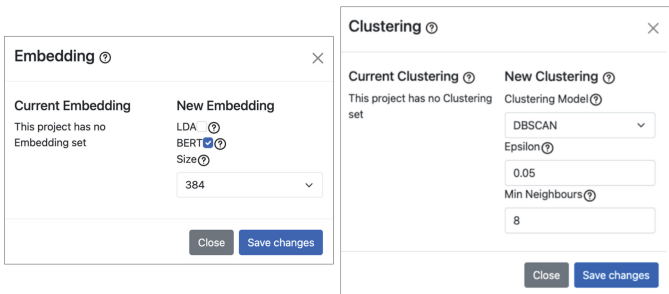 Embedding
Current Embedding
This project has no
Embedding set
New Embedding
LDA
BERT
Size
384
Close
Save changes
Clustering
Current Clustering
This project has no Clustering
set
New Clustering
Clustering Model
DBSCAN
Epsilon
0.05
Min Neighbours
8
Close
Save changes